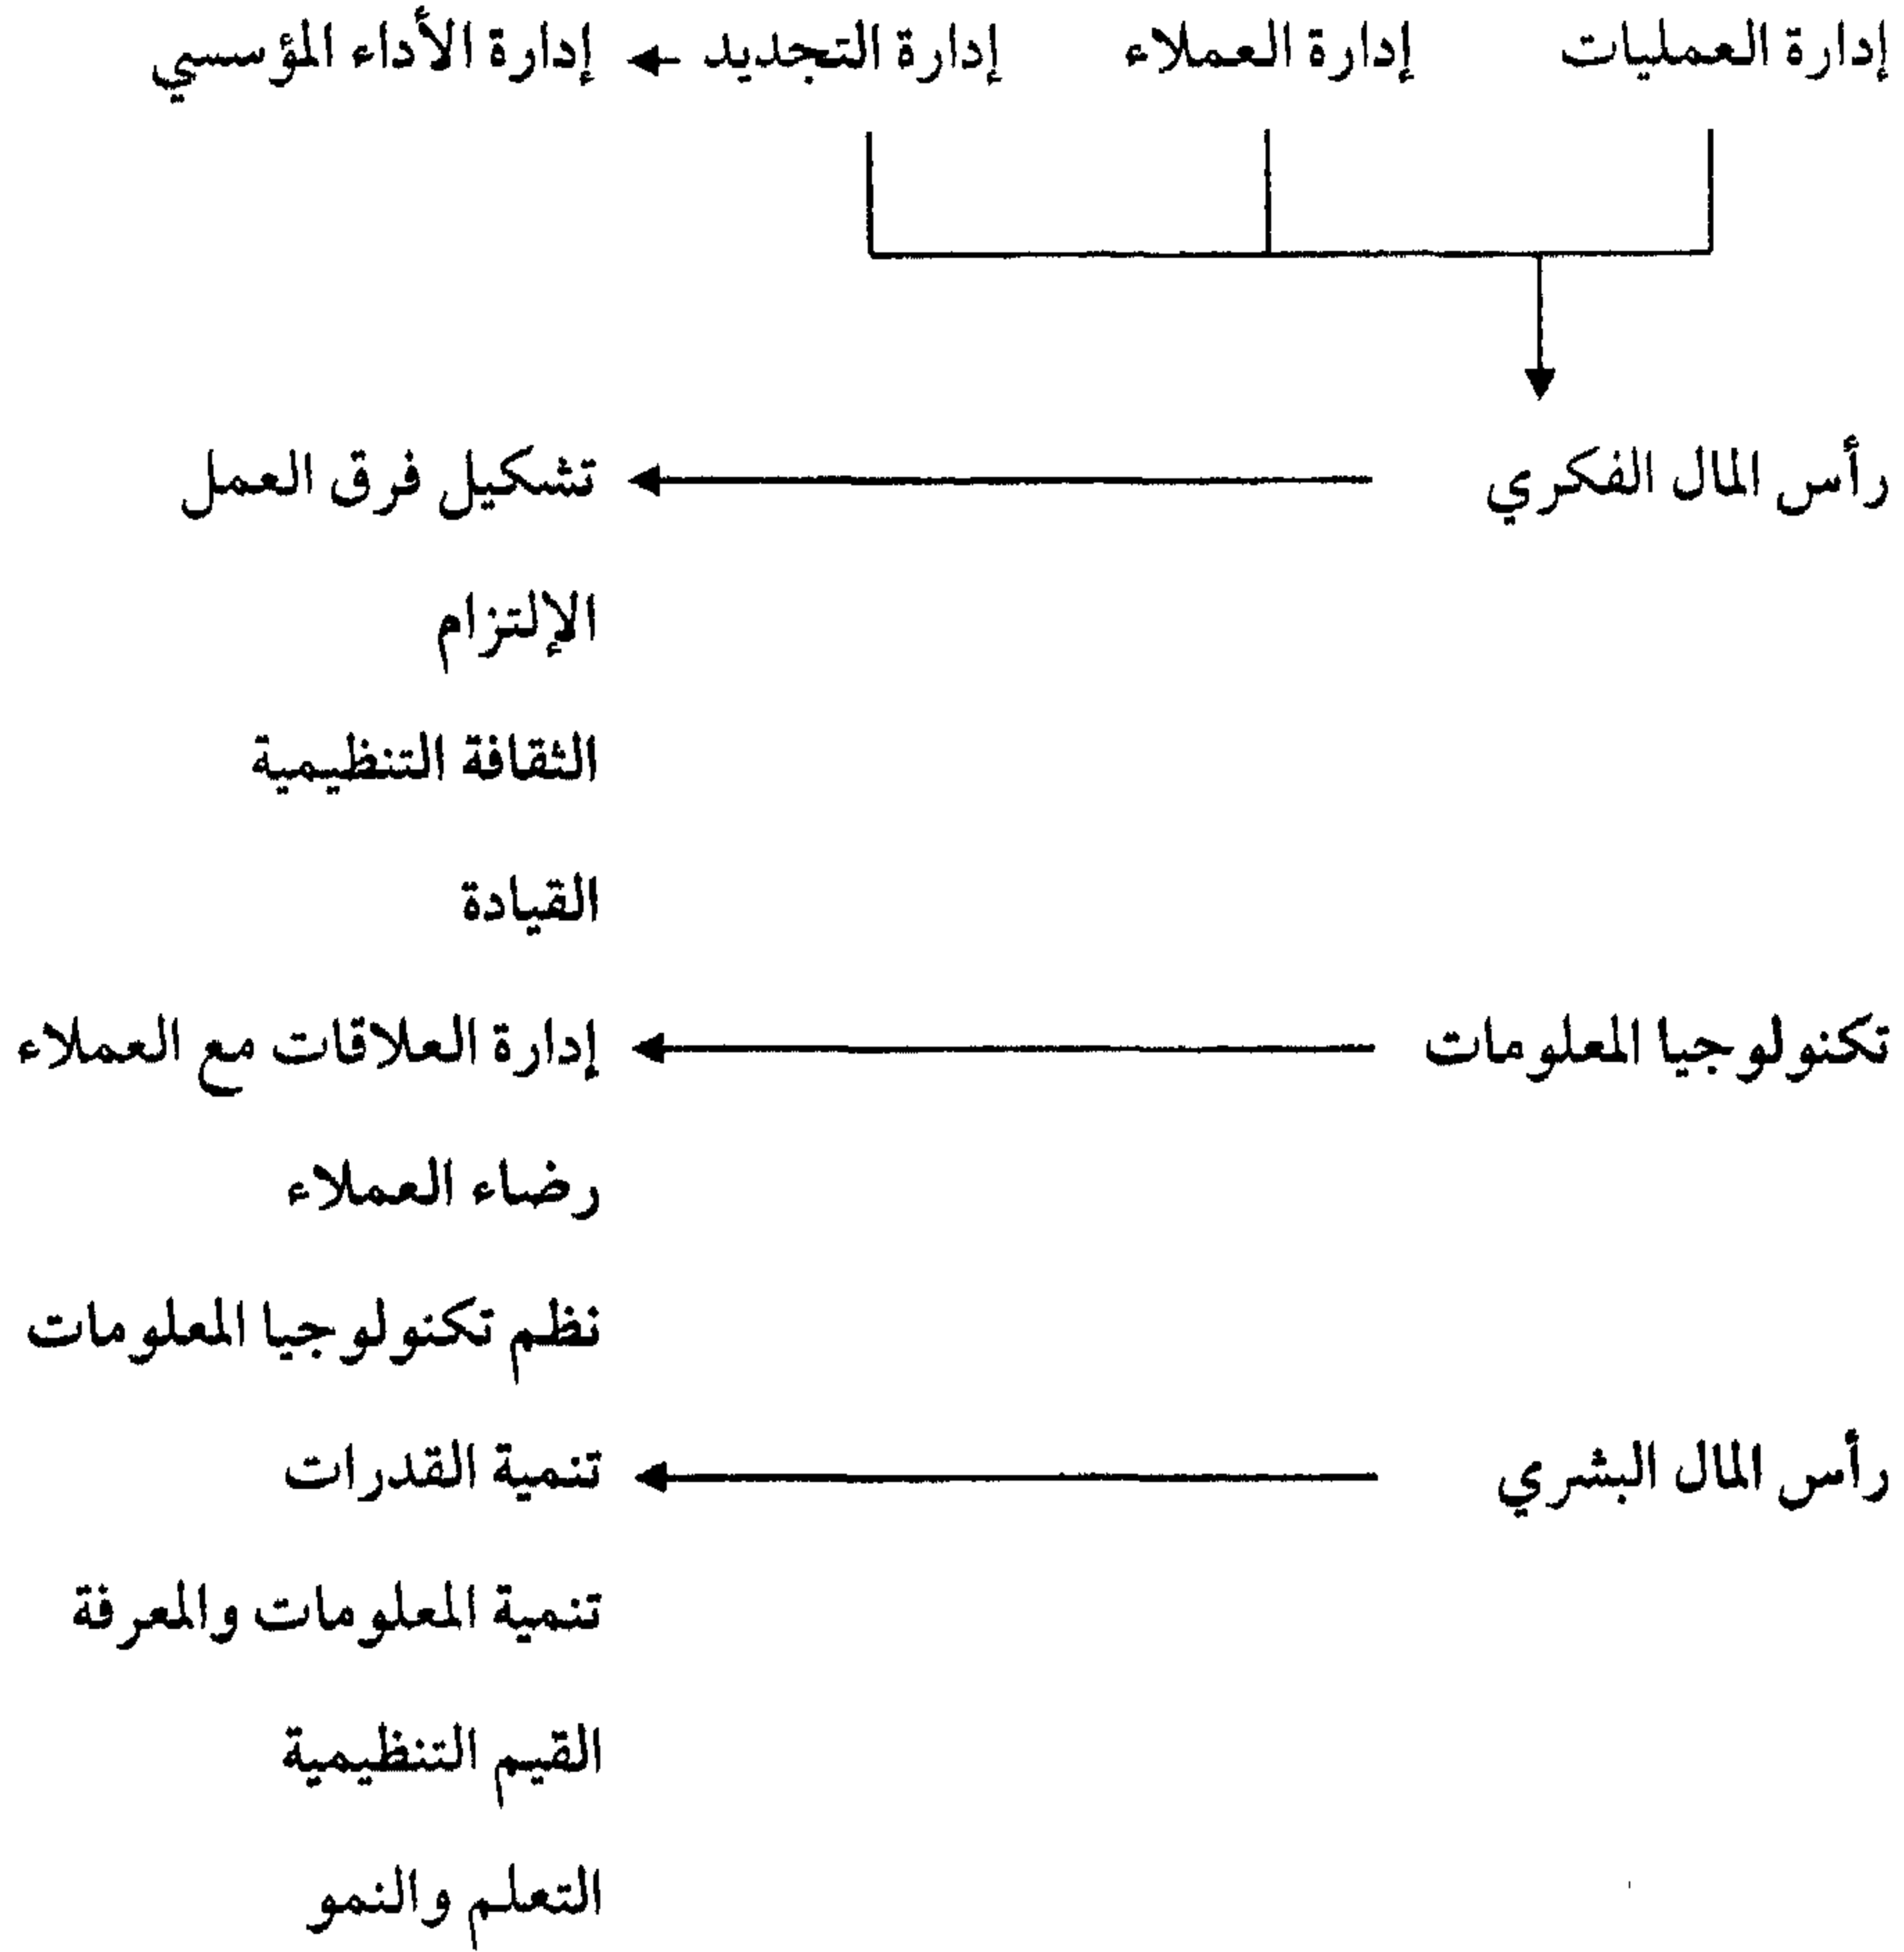 إدارة العمليات إدارة العملاء إدارة التجديد إدارة الأداء المؤسسي
رأس المال الفكري تشكيل فرق العمل
الإلتزام
الثقافة التنظيمية
القيادة
تكنولوجيا المعلومات إدارة العلاقات مع العملاء
رضاء العملاء
نظم تكنولوجيا المعلومات
رأس المال البشري تنمية القدرات
تنمية المعلومات والمعرفة
القيم التنظيمية
التعلم والنمو